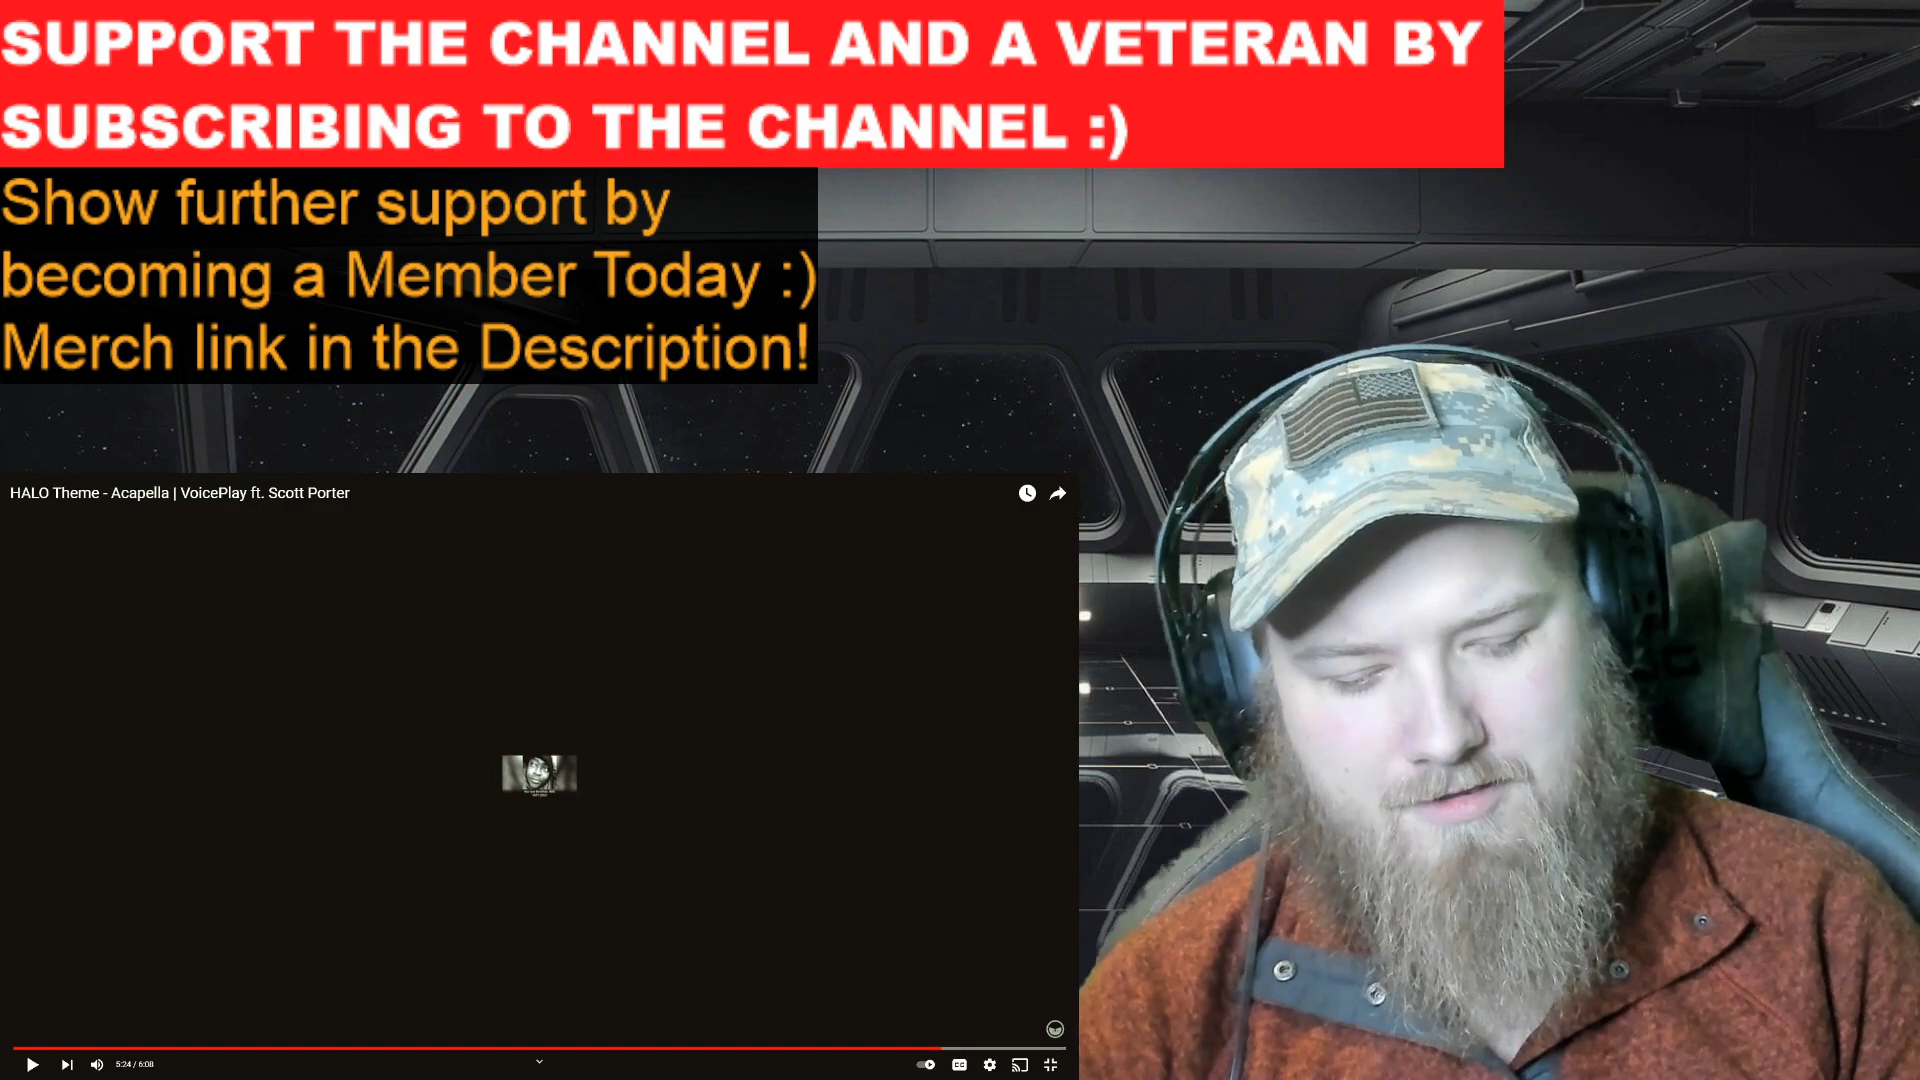 SUPPORT THE CHANNEL AND A VETERAN BY
SUBSCRIBING TO THE CHANNEL :)
Show further support by
becoming a Member Today :)
Merch link in the Description!
HALO Theme - Acapella | VoicePlay ft. Scott Porter
5:24 / 6:08
CC